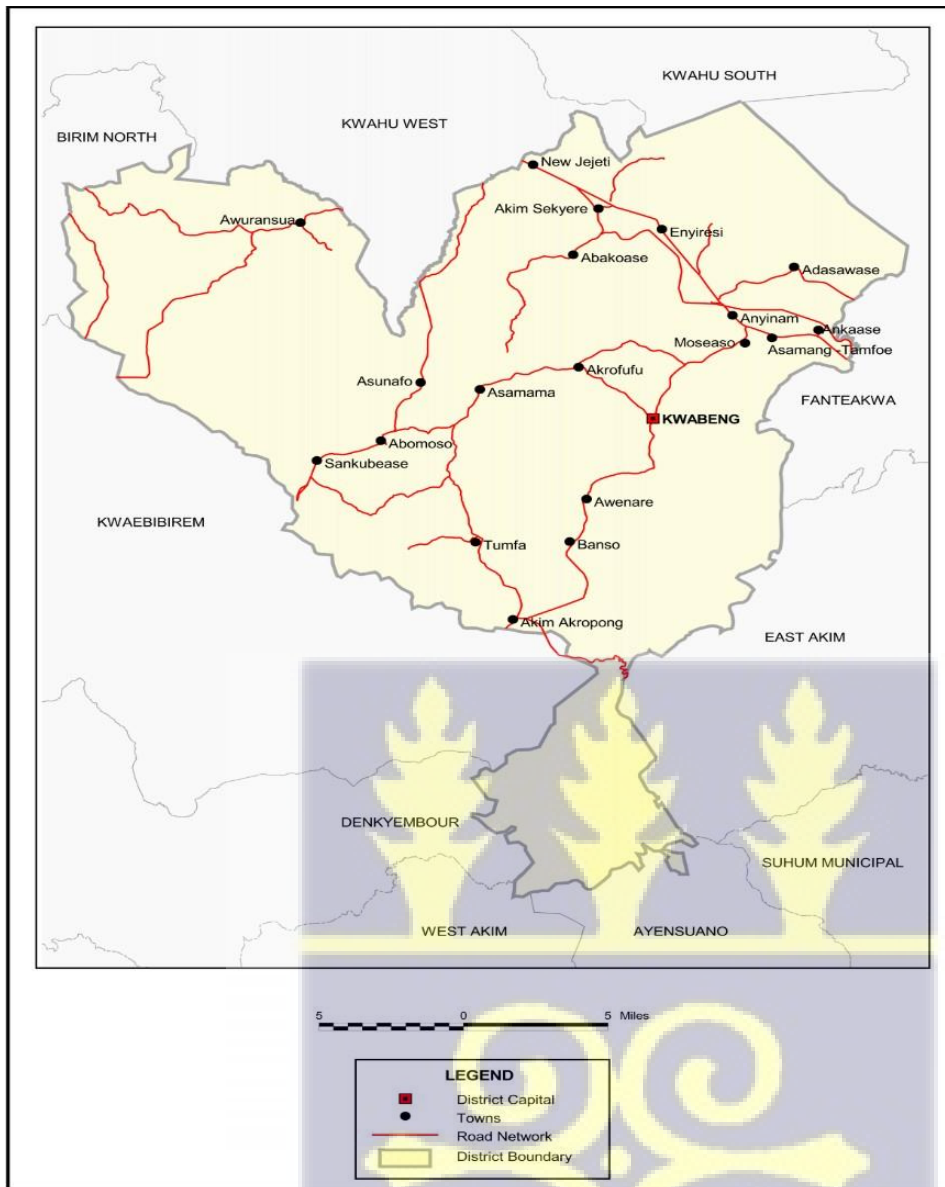 KWAHU SOUTH
KWAHU WEST
BIRIM NORTH
New Jejeti
Akim Sekyere
Awuransua
Enyiresi
Abakoase
Adasawase
Anyinam
Ankaase
Moseaso
Asamang -Tamfoe
Akrofufu
Asunafo
Asamama
FANTEAKWA
KWABENG
Abomoso
Sankubease
Awenare
KWAEBIBIREM
Tumfa
Banso
Akim Akropong
EAST AKIM
DENKYEMBOUR
SUHUM MUNICIPAL
WEST AKIM
AYENSUANO
5 0 5 Miles
LEGEND
District Capital
Towns
Road Network
District Boundary